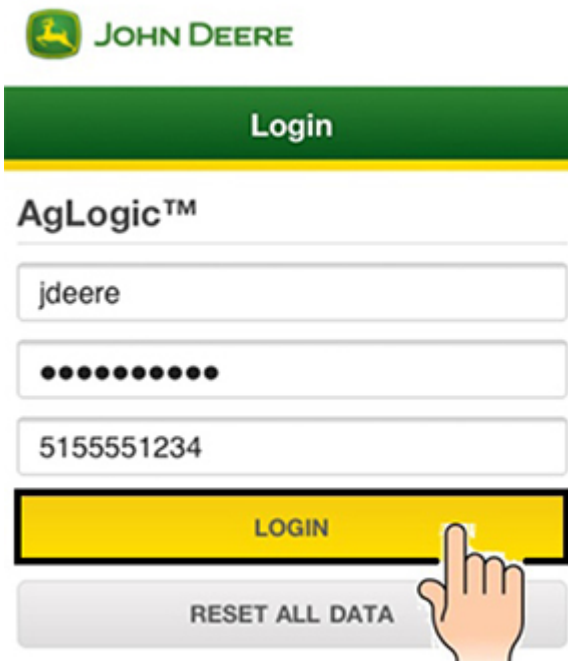 JOHN DEERE
Login
AgLogic™
jdeere
●●●●●●●●●●
5155551234
LOGIN
RESET ALL DATA